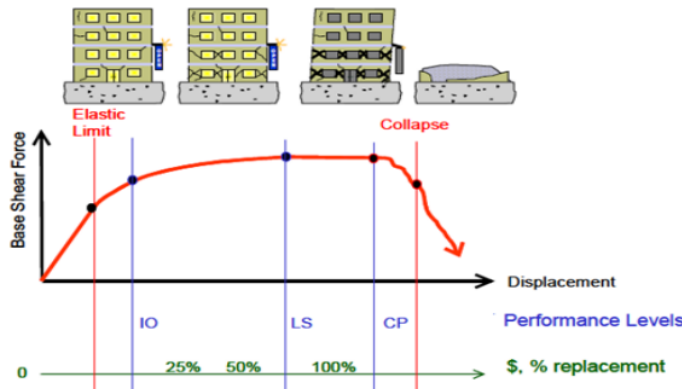 Elastic
Limit
Collapse
Base Shear Force
Displacement
IO
LS
CP
Performance Levels
0
25%
50%
100%
$, % replacement